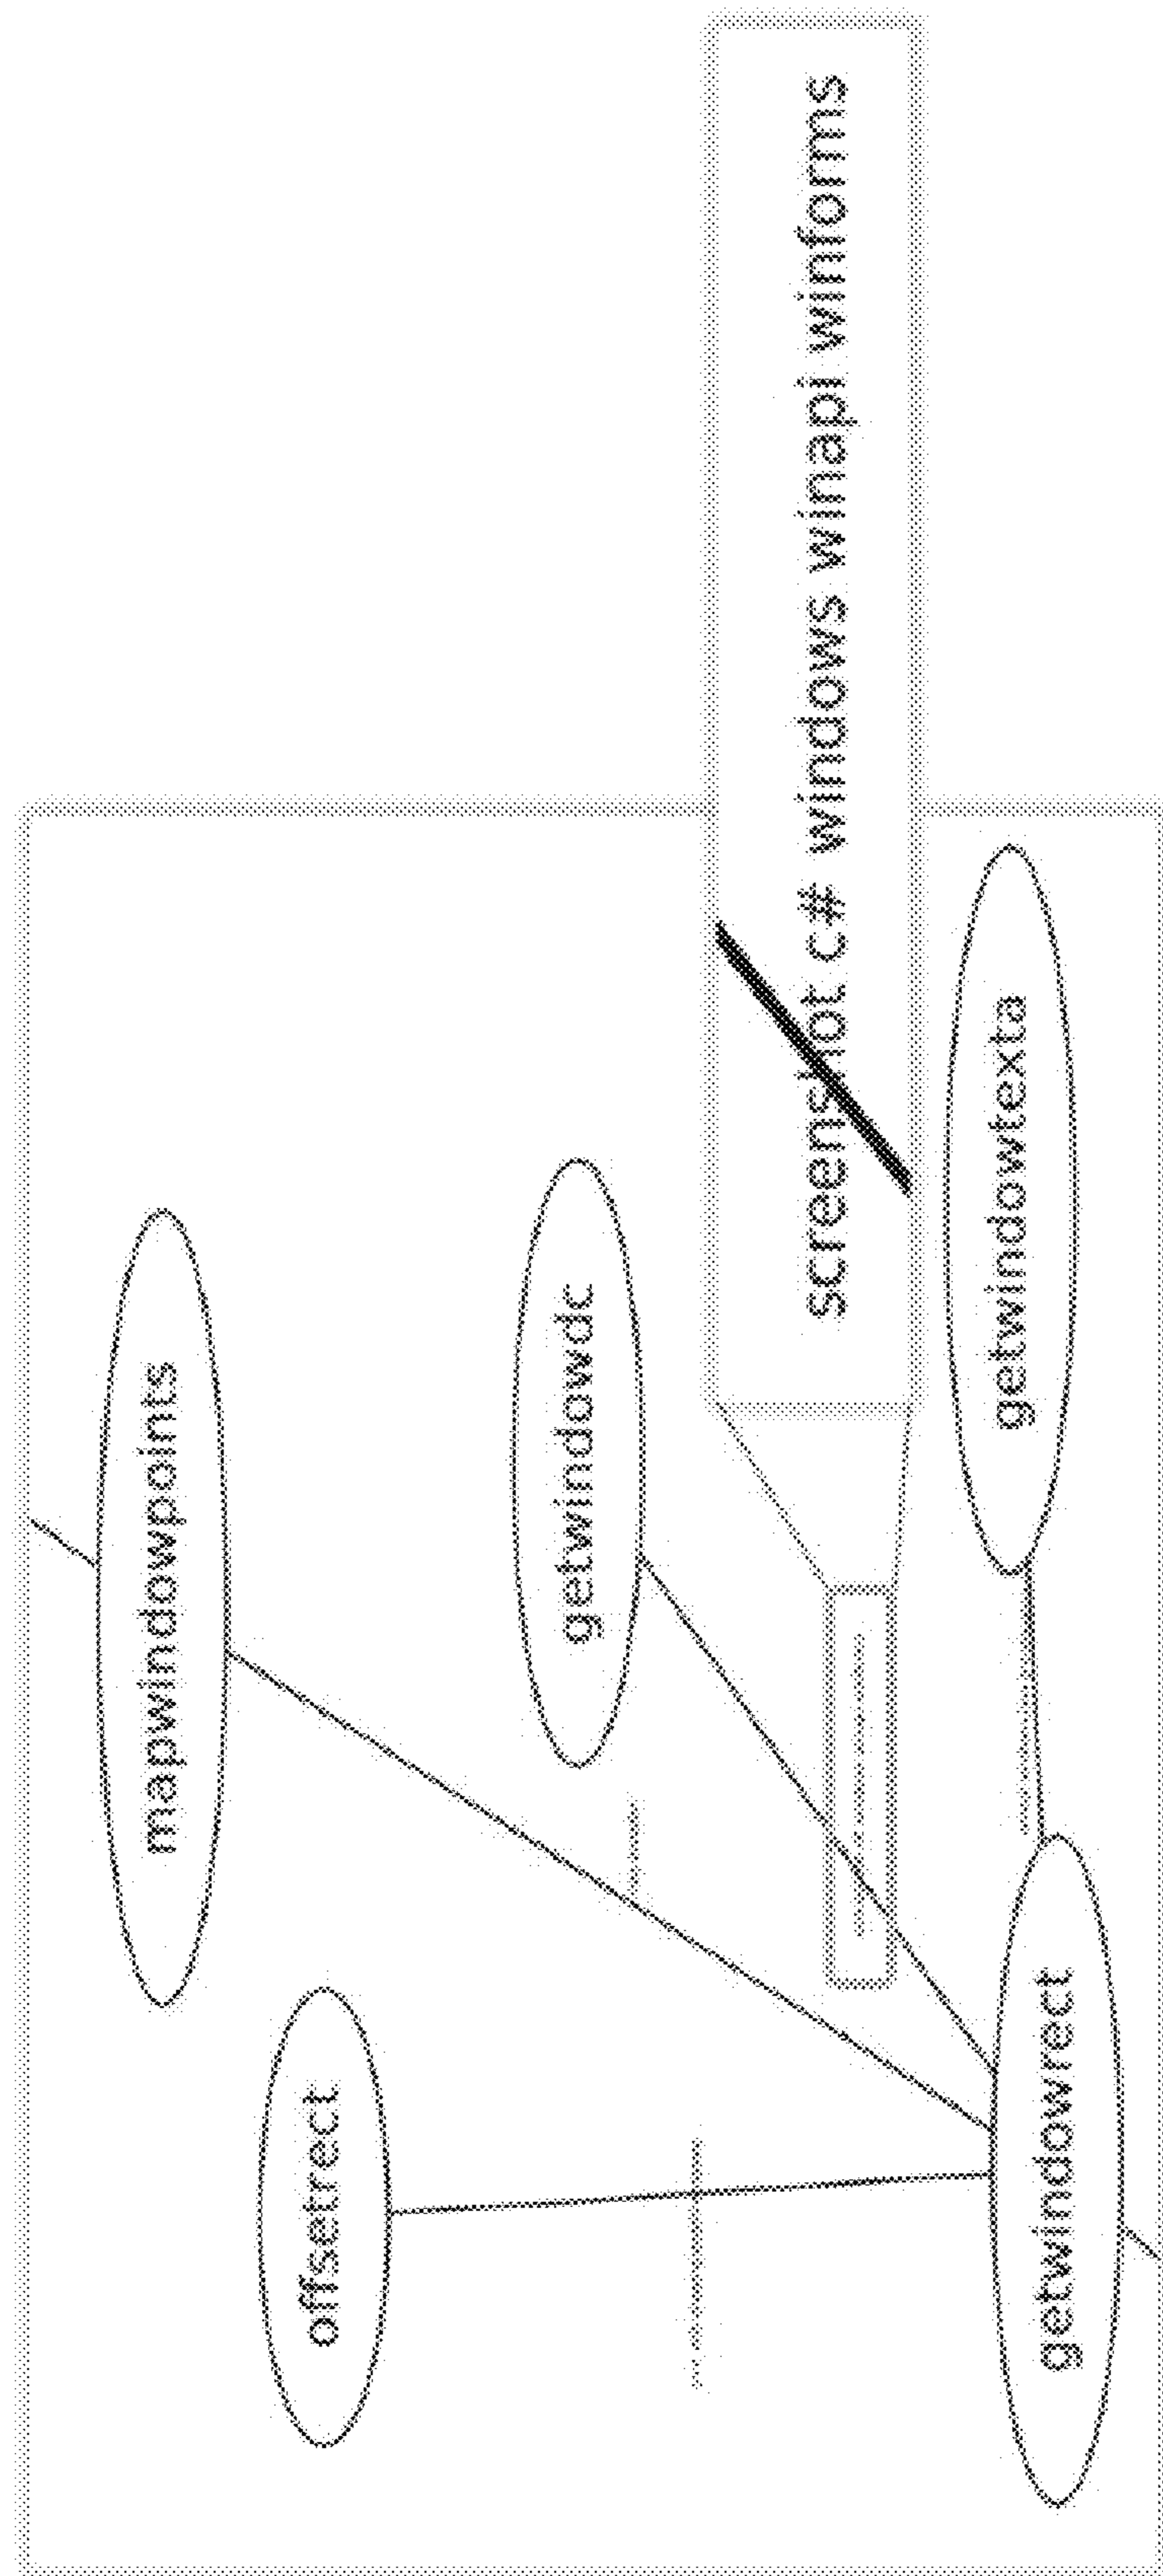 mapwindowpoints
offsetrect
getwindowdc
screenshot c# windows winapi winforms
getwindowtexta
getwindowrect